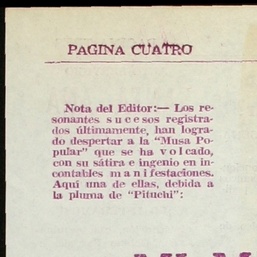 PAGINA CUATRO
Nota del Editor:— Los re-
sonantes sucesos registra-
dos últimamente, han logra-
do despertar a la "Musa Po-
pular" que se ha volcado,
con su sátira e ingenio en in-
contables manifestaciones.
Aquí una de ellas, debida a
la pluma de "Pituchi":